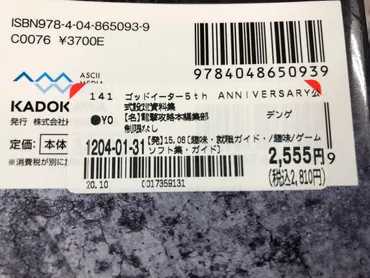 ISBN978-4-04-865093-9
C0076 ¥3700E
9784048650939
ASCII
MEDIA
KADOK
発行 株式会社K
定価: 本体
※消費税が別に
141 ゴッドイーター5th ANNIVERSARY公
式設定資料集
●YO 【名】電撃攻略本編集部 デンゲ
制限なし
1204-01-31 【発】15.06【趣味・就職ガイド・/趣味/ゲーム
ソフト集・ガイド】
2,555円
(税込2,810円)
20.10 0017359131
9